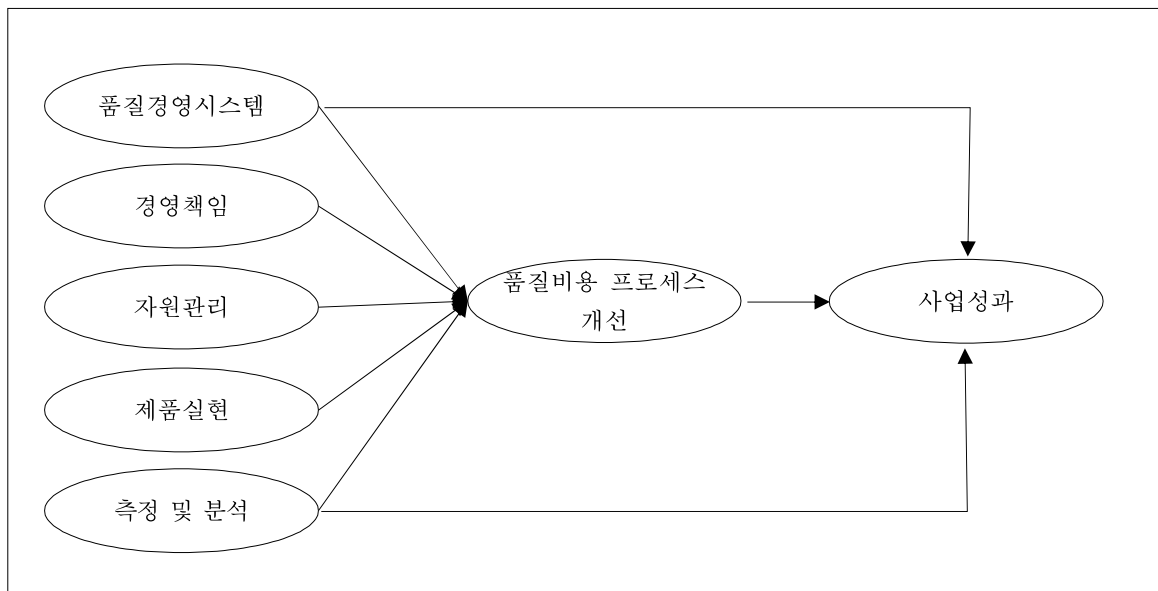 품질경영시스템
경영책임
자원관리
제품실현
측정 및 분석
품질비용 프로세스
개선
사업성과